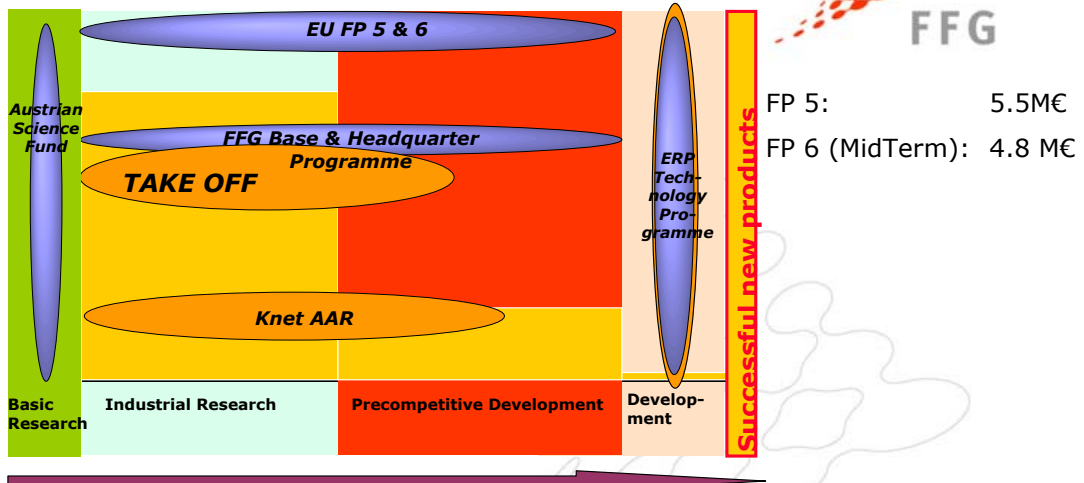 EU FP 5 & 6
FFG
Austrian
Science
Fund
FP 5: 5.5M€
FFG Base & Headquarter
Programme
FP 6 (MidTerm): 4.8 M€
TAKE OFF
ERP
Tech-
nology
Pro-
gramme
Knet AAR
Successful new products
Basic
Research
Industrial Research
Precompetitive Development
Develop-
ment